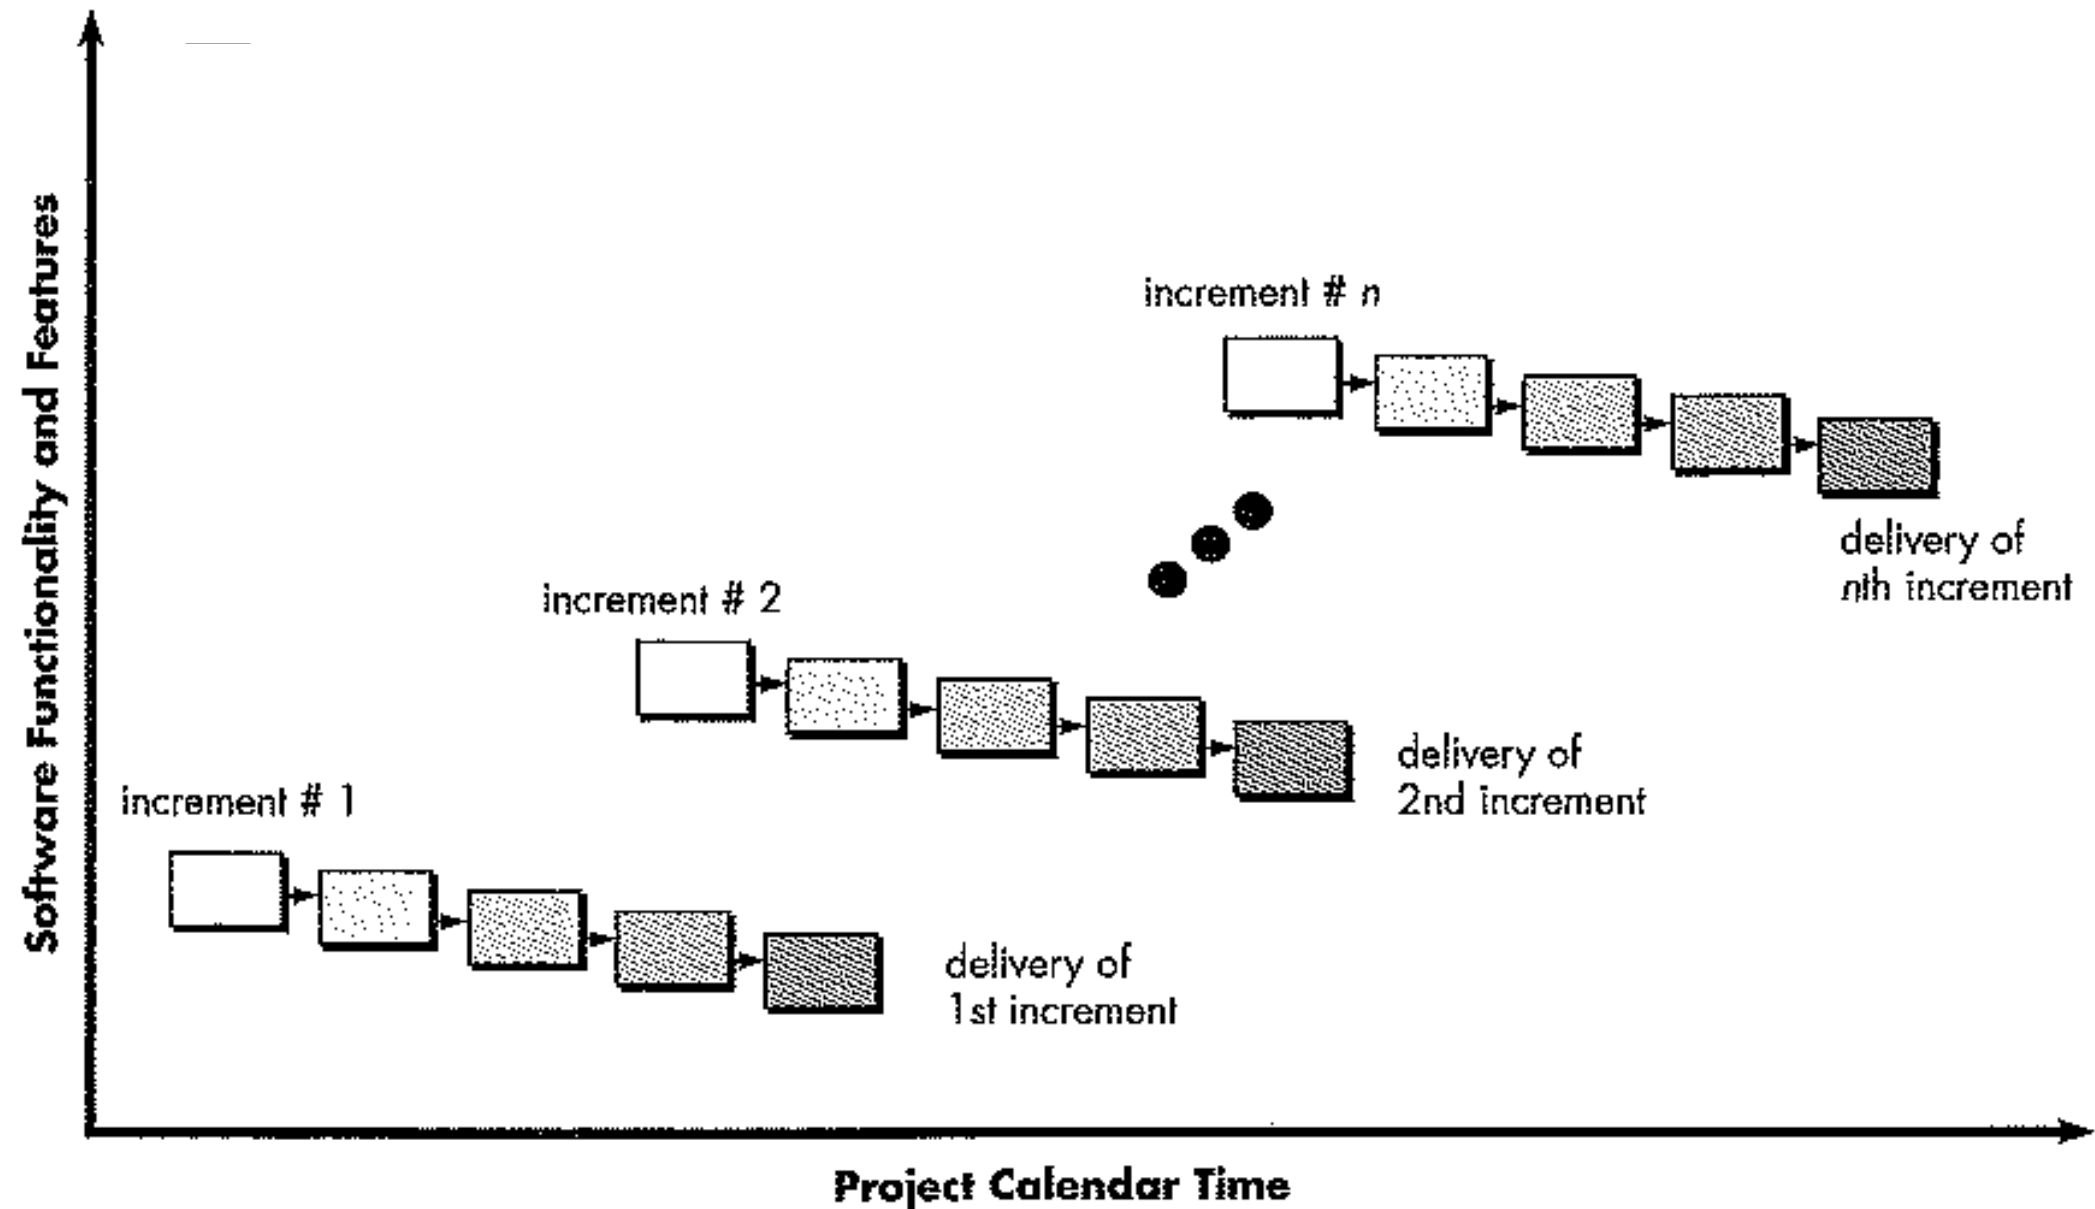 Software Functionality and Features
increment # n
delivery of
nth increment
increment # 2
delivery of
2nd increment
increment # 1
delivery of
1st increment
Project Calendar Time